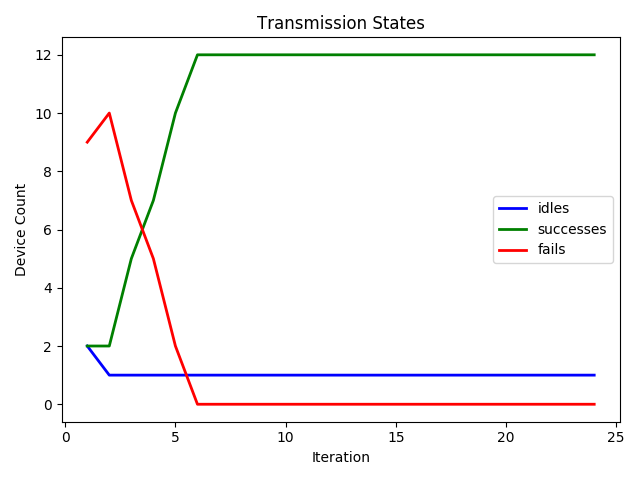 Transmission States
Device Count
12
10
8
6
4
2
0
idles
successes
fails
0 5 10 15 20 25
Iteration